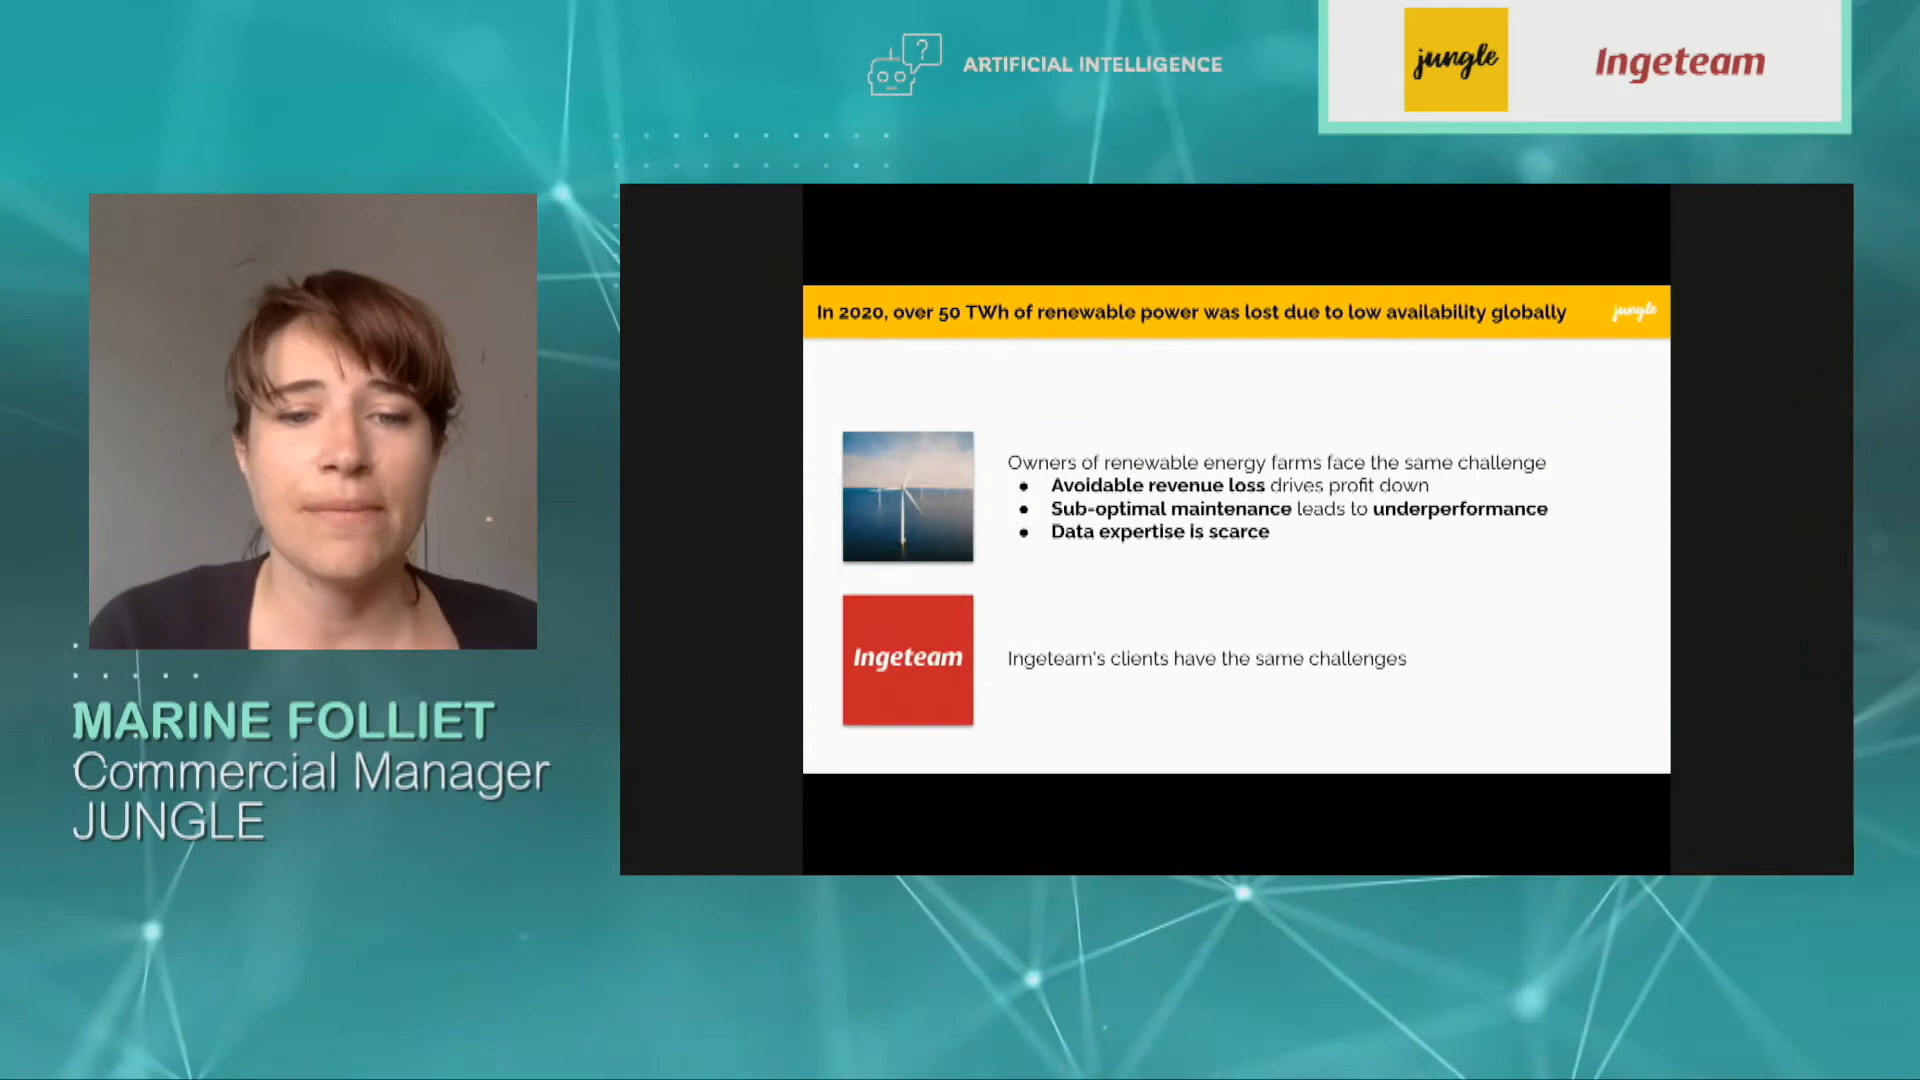 ?
ARTIFICIAL INTELLIGENCE
jungle
Ingeteam
In 2020, over 50 TWh of renewable power was lost due to low availability globally
jungle
Owners of renewable energy farms face the same challenge
● Avoidable revenue loss drives profit down
● Sub-optimal maintenance leads to underperformance
● Data expertise is scarce
Ingeteam
Ingeteam's clients have the same challenges
MARINE FOLLIET
Commercial Manager
JUNGLE